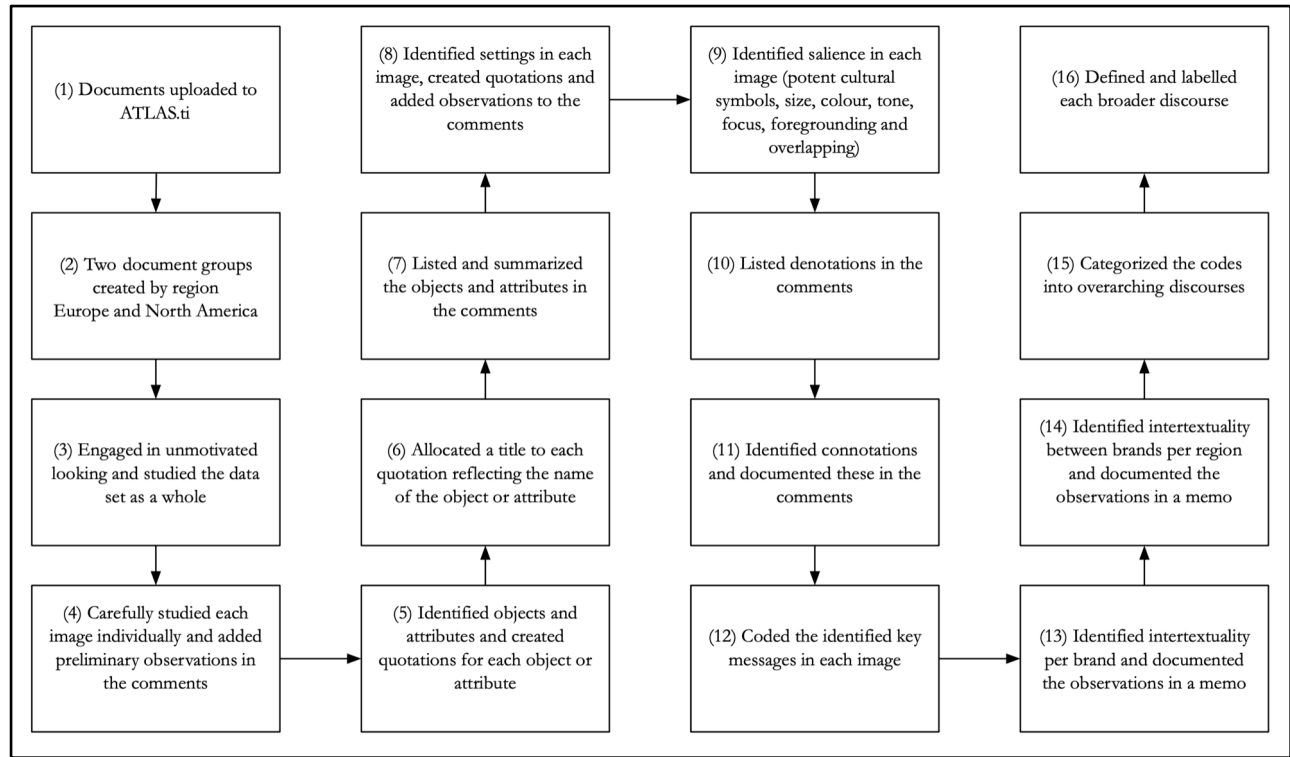 (1) Documents uploaded to
ATLAS.ti
(2) Two document groups
created by region
Europe and North America
(3) Engaged in unmotivated
looking and studied the data
set as a whole
(4) Carefully studied each
image individually and added
preliminary observations in
the comments
(5) Identified objects and
attributes and created
quotations for each object or
attribute
(6) Allocated a title to each
quotation reflecting the name
of the object or attribute
(7) Listed and summarized
the objects and attributes in
the comments
(8) Identified settings in each
image, created quotations and
added observations to the
comments
(9) Identified salience in each
image (potent cultural
symbols, size, colour, tone,
focus, foregrounding and
overlapping)
(10) Listed denotations in the
comments
(11) Identified connotations
and documented these in the
comments
(12) Coded the identified key
messages in each image
(13) Identified intertextuality
per brand and documented
the observations in a memo
(14) Identified intertextuality
between brands per region
and documented the
observations in a memo
(15) Categorized the codes
into overarching discourses
(16) Defined and labelled
each broader discourse